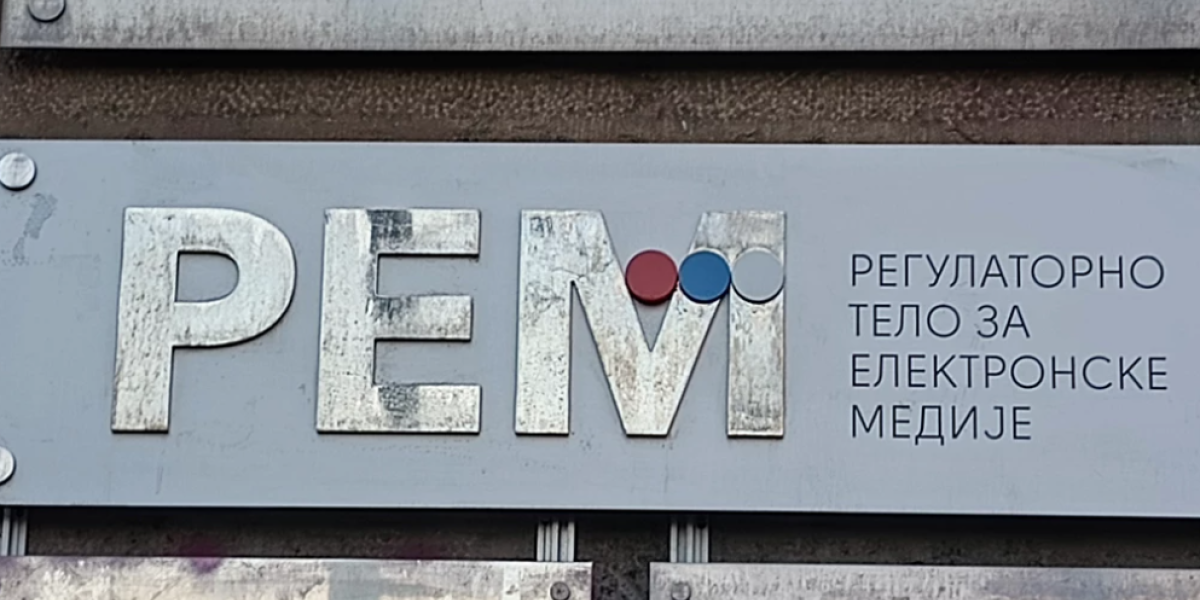 РЕМ
РЕГУЛАТОРНО
ТЕЛО ЗА
ЕЛЕКТРОНСКЕ
МЕДИЈЕ